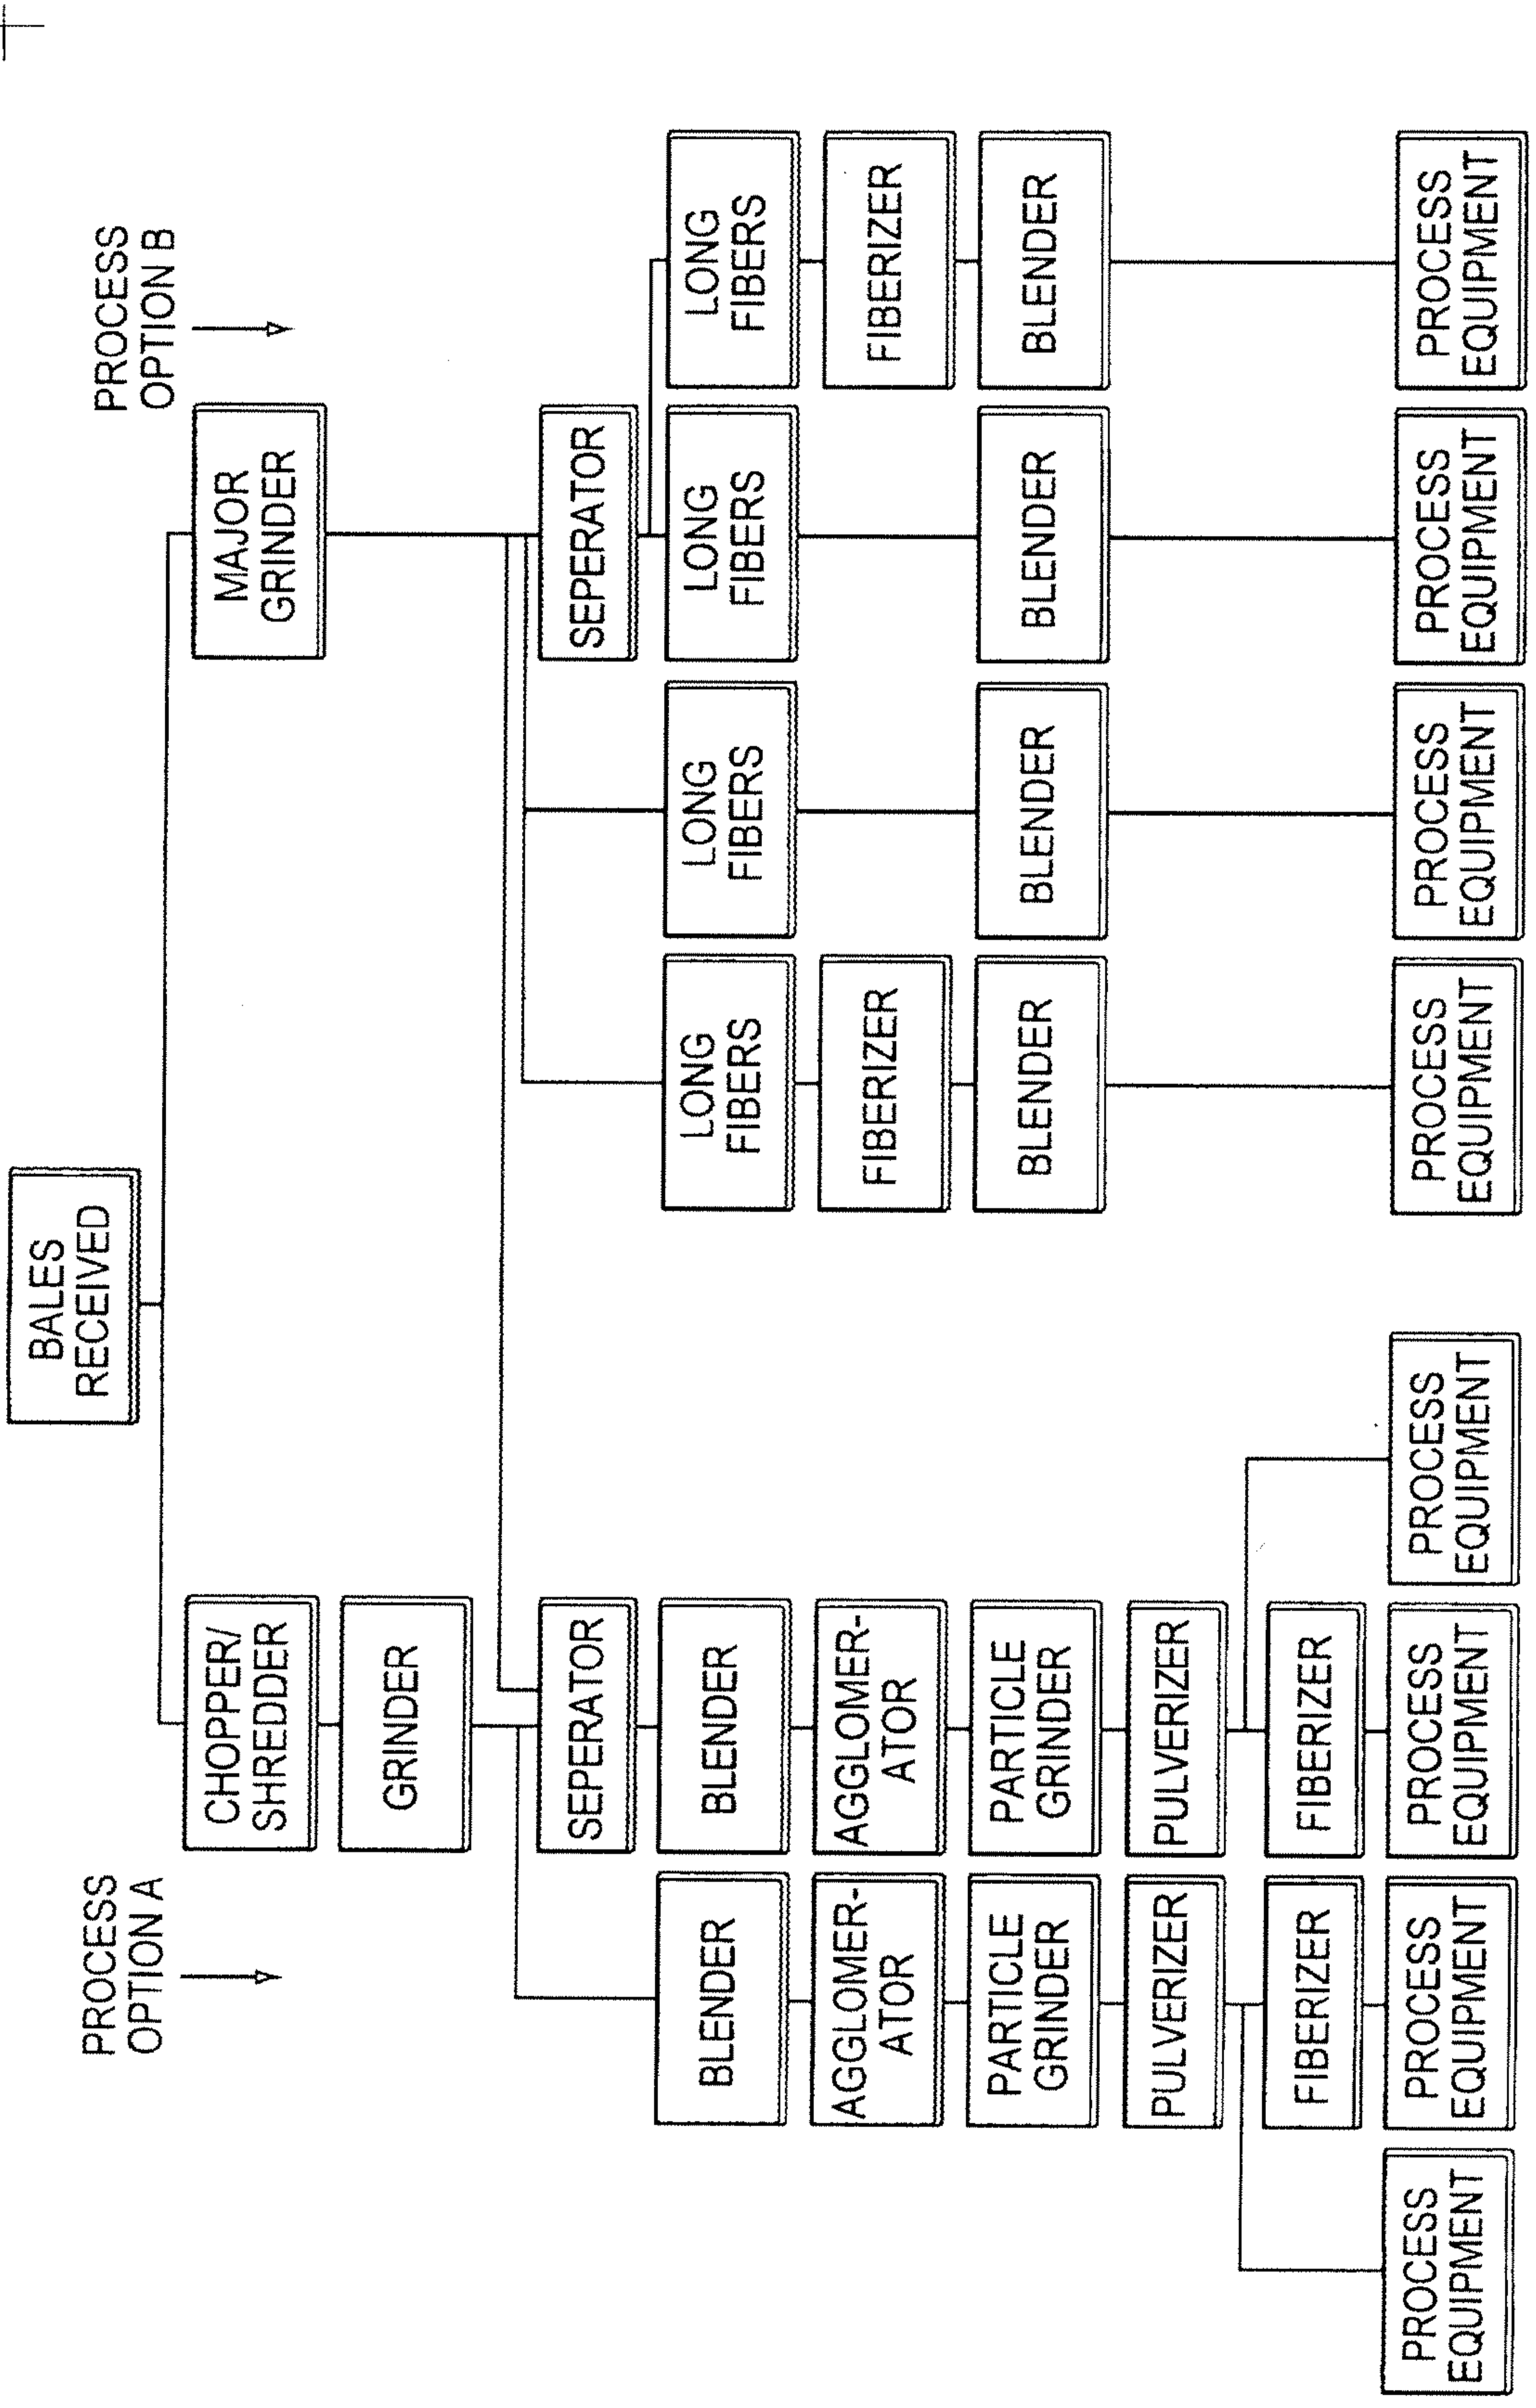 BALES
RECEIVED
PROCESS
OPTION A
PROCESS
OPTION B
CHOPPER/
SHREDDER
MAJOR
GRINDER
GRINDER
SEPERATOR
SEPERATOR
BLENDER
BLENDER
LONG
FIBERS
LONG
FIBERS
LONG
FIBERS
LONG
FIBERS
AGGLOMER-
ATOR
AGGLOMER-
ATOR
FIBERIZER
FIBERIZER
PARTICLE
GRINDER
PARTICLE
GRINDER
BLENDER
BLENDER
BLENDER
BLENDER
PULVERIZER
PULVERIZER
FIBERIZER
FIBERIZER
PROCESS
EQUIPMENT
PROCESS
EQUIPMENT
PROCESS
EQUIPMENT
PROCESS
EQUIPMENT
PROCESS
EQUIPMENT
PROCESS
EQUIPMENT
PROCESS
EQUIPMENT
PROCESS
EQUIPMENT